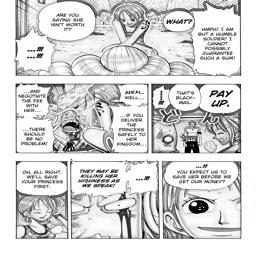 ARE YOU
SAYING SHE
ISN'T WORTH
IT?
WHAT?
HMPH! I AM
BUT A HUMBLE
SOLDIER! I
CANNOT
POSSIBLY
GUARANTEE
SUCH A SUM!
...!!!
...!!!
...AND
NEGOTIATE
THE FEE
WITH
HER...
...THERE
SHOULD
BE NO
PROBLEM!
AHEM...
WELL...
...IF YOU
DELIVER
THE
PRINCESS
SAFELY TO
HER
KINGDOM...
THAT'S
BLACK-
MAIL.
PAY
UP.
OH, ALL RIGHT.
WE'LL SAVE
YOUR PRINCESS
FIRST.
THEY MAY BE
KILLING HER
HIGHNESS AS
WE SPEAK!
...!!!
...!!
YOU EXPECT US TO
SAVE HER BEFORE WE
GET OUR MONEY?